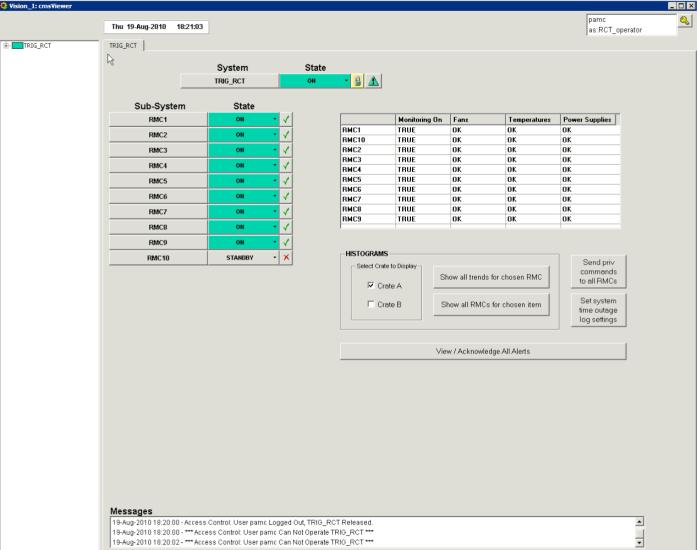 Vision_1: cmsViewer
Thu 19-Aug-2010 18:21:03
pamc
as:RCT_operator
TRIG_RCT
TRIG_RCT
System State
TRIG_RCT ON
Sub-System State
RMC1 ON
RMC2 ON
RMC3 ON
RMC4 ON
RMC5 ON
RMC6 ON
RMC7 ON
RMC8 ON
RMC9 ON
RMC10 STANDBY
Monitoring On Fans Temperatures Power Supplies
RMC1 TRUE OK OK OK
RMC10 TRUE OK OK OK
RMC2 TRUE OK OK OK
RMC3 TRUE OK OK OK
RMC4 TRUE OK OK OK
RMC5 TRUE OK OK OK
RMC6 TRUE OK OK OK
RMC7 TRUE OK OK OK
RMC8 TRUE OK OK OK
RMC9 TRUE OK OK OK
HISTOGRAMS
Select Crate to Display
Crate A
Crate B
Show all trends for chosen RMC
Show all RMCs for chosen item
Send priv
commands
to all RMCs
Set system
time outage
log settings
View / Acknowledge All Alerts
Messages
19-Aug-2010 18:20:00 - Access Control: User pamc Logged Out, TRIG_RCT Released.
19-Aug-2010 18:20:00 - *** Access Control: User pamc Can Not Operate TRIG_RCT ***
19-Aug-2010 18:20:02 - *** Access Control: User pamc Can Not Operate TRIG_RCT ***